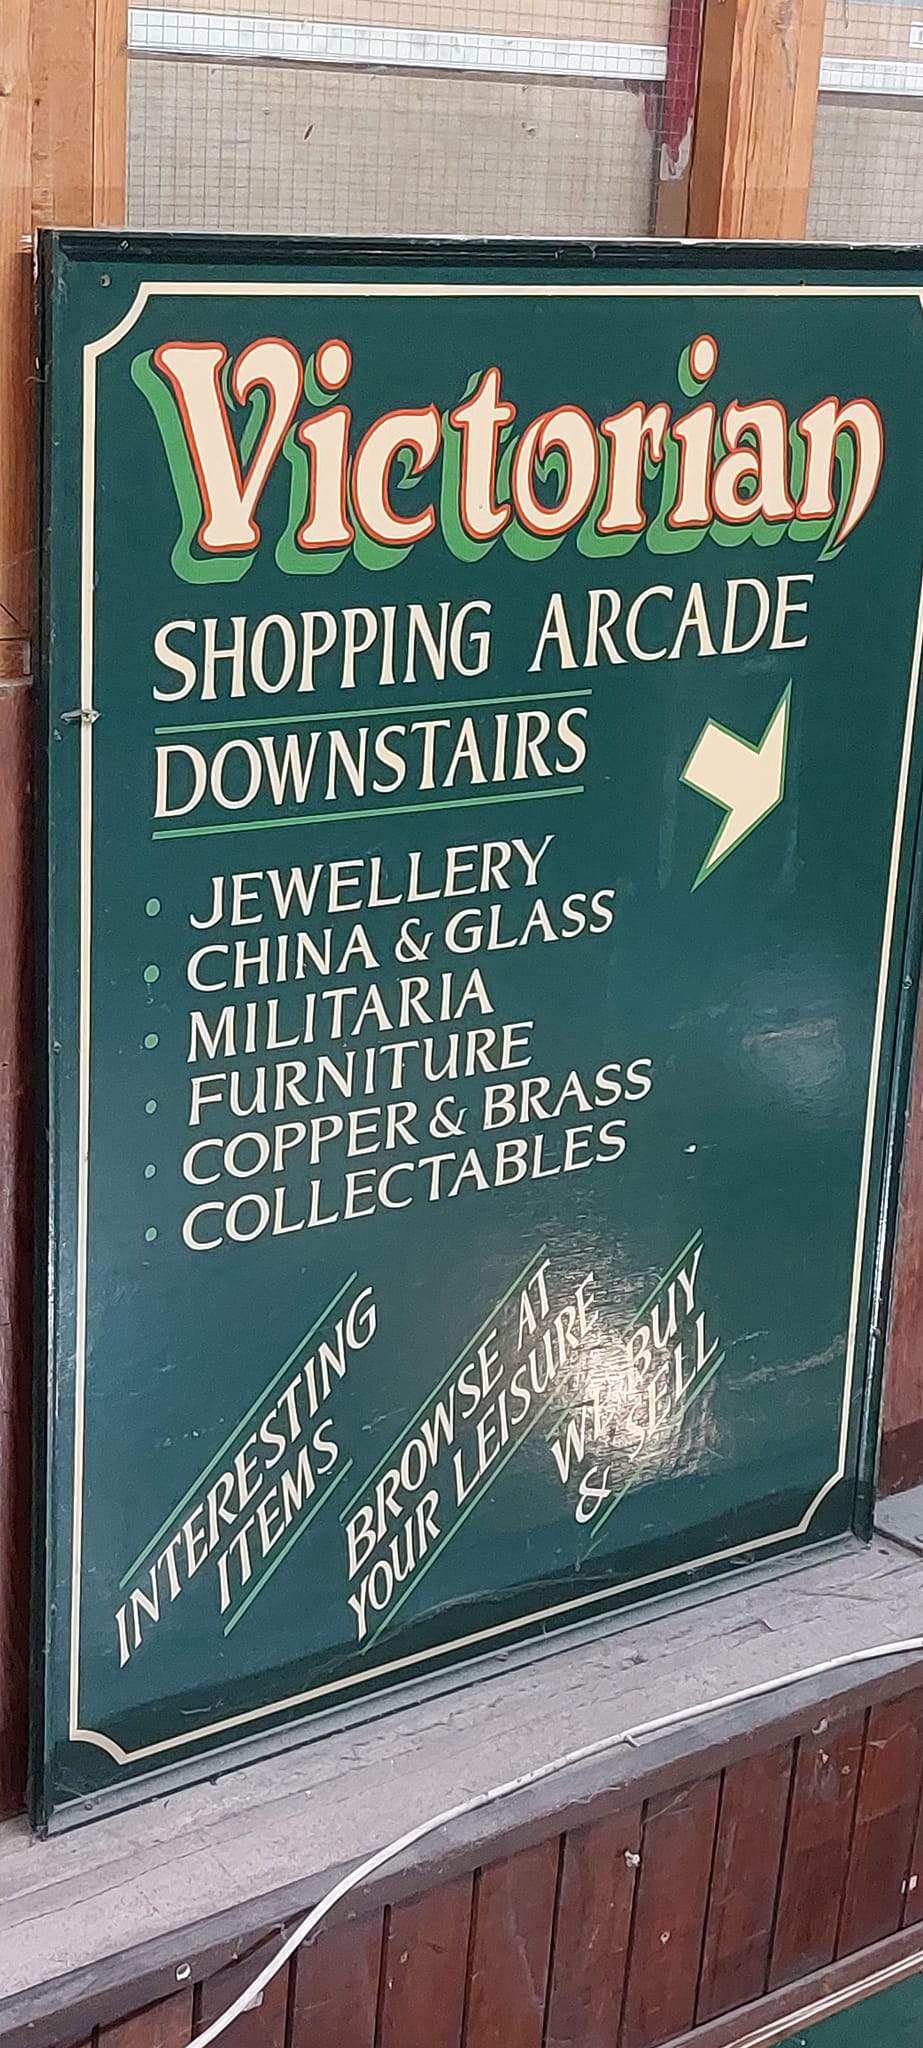 Victorian
SHOPPING ARCADE
DOWNSTAIRS
• JEWELLERY
• CHINA & GLASS
• MILITARIA
• FURNITURE
• COPPER & BRASS
• COLLECTABLES
INTERESTING
ITEMS
BROWSE AT
YOUR LEISURE
WE BUY
& SELL